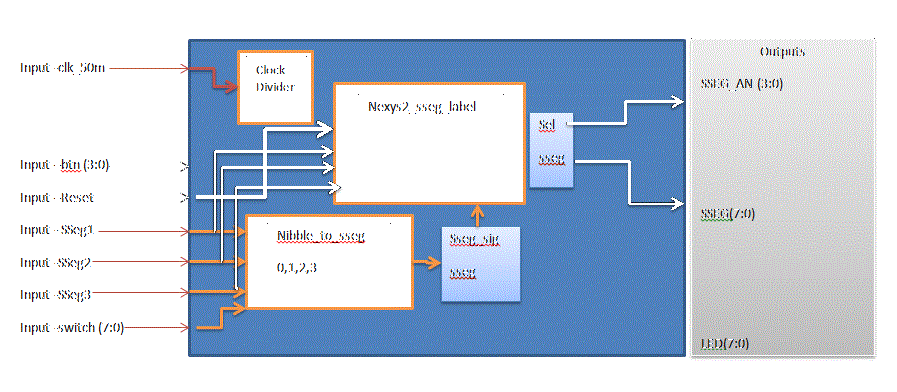 Input -clk_50m
Input - btn (3:0)
Input - Reset
Input - SSeg1
Input - SSeg2
Input - SSeg3
Input - switch (7:0)
Clock
Divider
Nexys2_sseg_label
Nibble_to_sseg
0,1,2,3
Sseg_sig
sseg
Sel
sseg
Outputs
SSEG_AN (3:0)
SSEG(7:0)
LED(7:0)